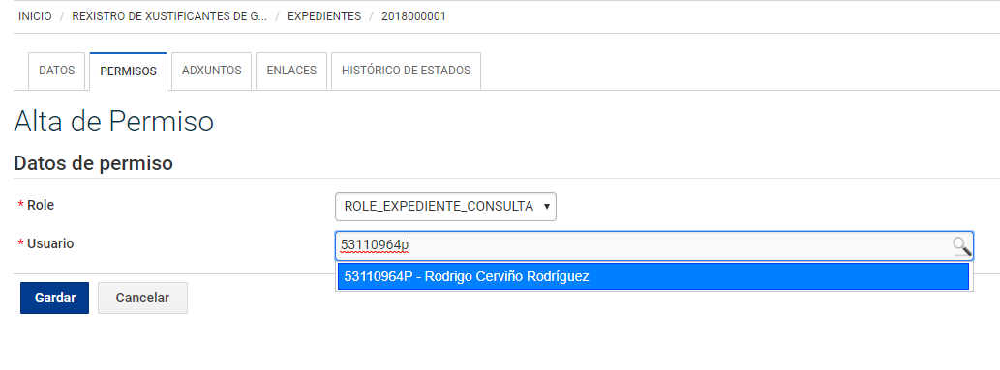 INICIO / REXISTRO DE XUSTIFICANTES DE G... / EXPEDIENTES / 2018000001
DATOS PERMISOS ADXUNTOS ENLACES HISTÓRICO DE ESTADOS
Alta de Permiso
Datos de permiso
* Role ROLE_EXPEDIENTE_CONSULTA
* Usuario 53110964p
53110964P - Rodrigo Cerviño Rodríguez
Gardar Cancelar